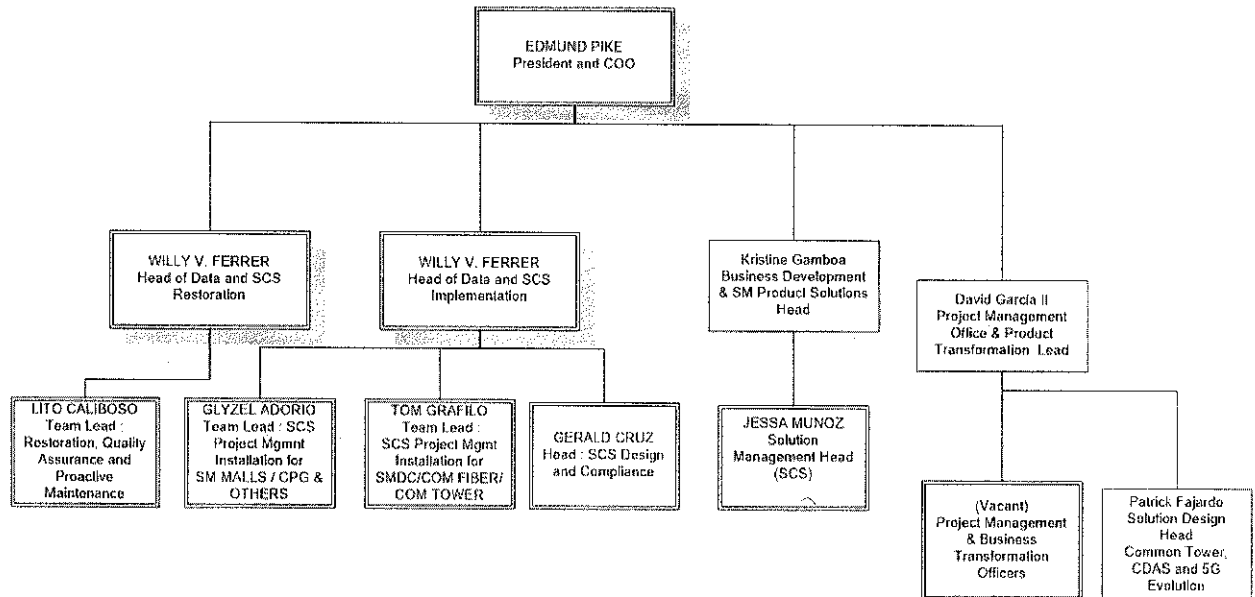 EDMUND PIKE
President and COO
WILLY V. FERRER
Head of Data and SCS
Restoration
WILLY V. FERRER
Head of Data and SCS
Implementation
Kristine Gamboa
Business Development
& SM Product Solutions
Head
David Garcia II
Project Management
Office & Product
Transformation Lead
LITO CALIBOSO
Team Lead :
Restoration, Quality
Assurance and
Proactive
Maintenance
GLYZEL ADORIO
Team Lead : SCS
Project Mgmnt
Installation for
SM MALLS / CPG &
OTHERS
TOM GRAFILO
Team Lead :
SCS Project Mgmt
Installation for
SMDC/COM FIBER/
COM TOWER
GERALD CRUZ
Head : SCS Design
and Compliance
JESSA MUNOZ
Solution
Management Head
(SCS)
(Vacant)
Project Management
& Business
Transformation
Officers
Patrick Fajardo
Solution Design
Head
Common Tower,
CDAS and 5G
Evolution